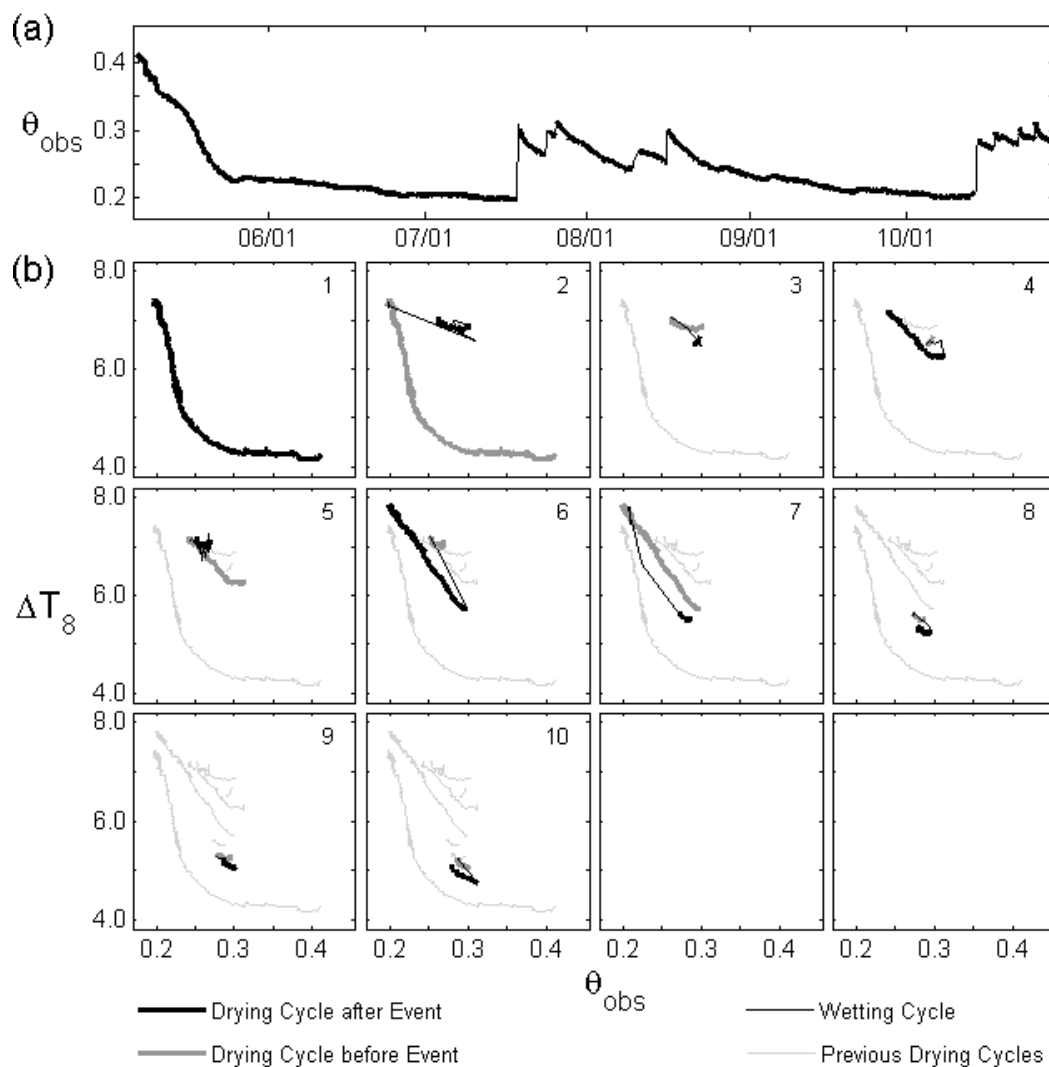 (a)
0.4
θobs
0.3
0.2
06/01
07/01
08/01
09/01
10/01
(b)
8.0
6.0
4.0
1
2
3
4
ΔT8
8.0
6.0
4.0
5
6
7
8
8.0
6.0
4.0
9
10
0.2 0.3 0.4
0.2 0.3 0.4
0.2 0.3 0.4
0.2 0.3 0.4
θobs
Drying Cycle after Event
Wetting Cycle
Drying Cycle before Event
Previous Drying Cycles